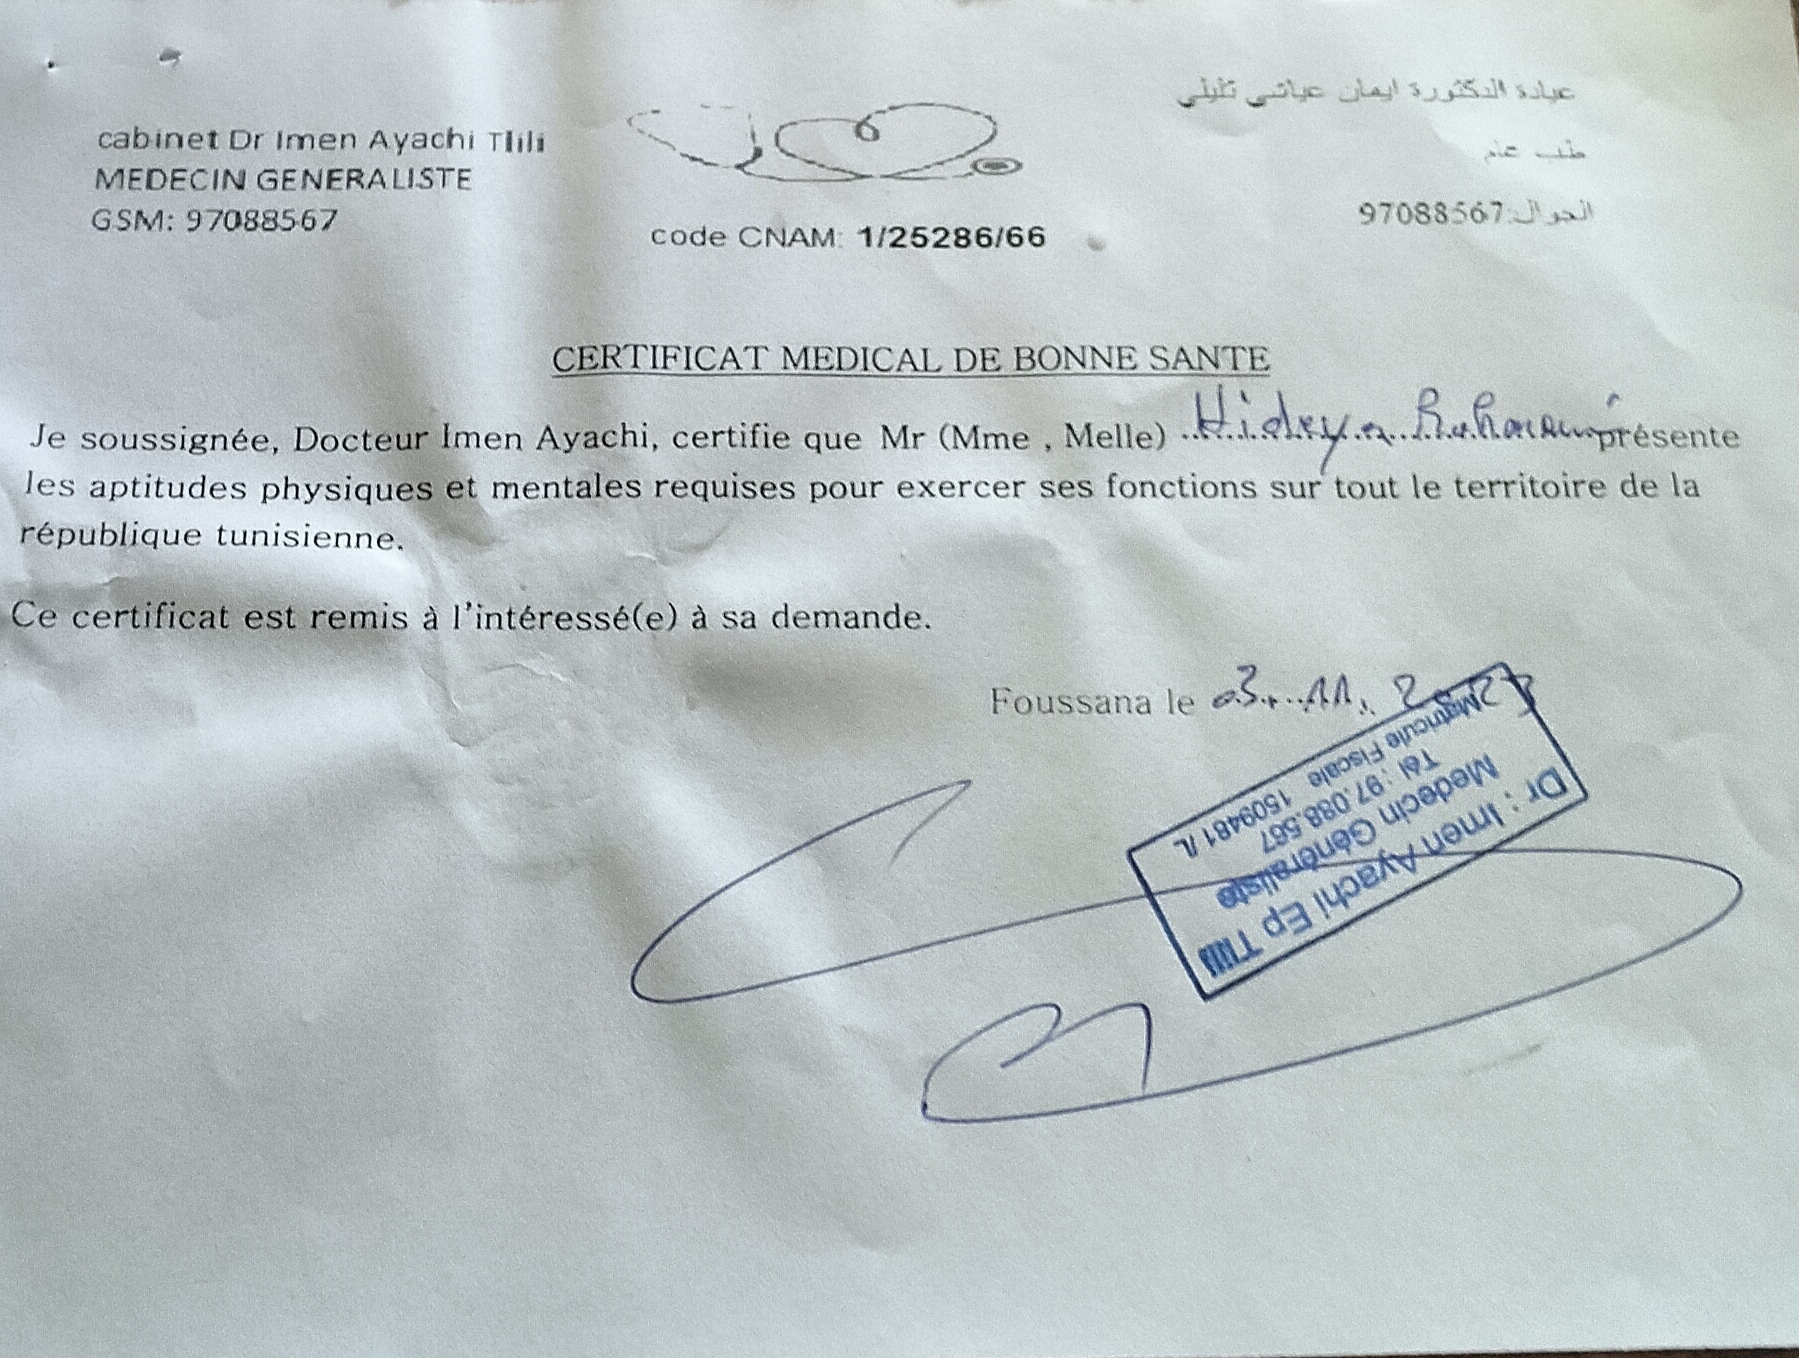 cabinet Dr Imen Ayachi Tlili
MEDECIN GENERALISTE
GSM: 97088567
code CNAM: 1/25286/66
عيادة الدكتورة ايمان عياشي تليلي
طب عام
الجوال:97088567
CERTIFICAT MEDICAL DE BONNE SANTE
Je soussignée, Docteur Imen Ayachi, certifie que Mr (Mme , Melle) présente
les aptitudes physiques et mentales requises pour exercer ses fonctions sur tout le territoire de la
république tunisienne.
Ce certificat est remis à l'intéressé(e) à sa demande.
Foussana le 03. 11. 2023
Dr : Imen Ayachi Ep Tlili
Medecin Généraliste
Tél : 97.088.567
Matricule Fiscale 1509481 /L